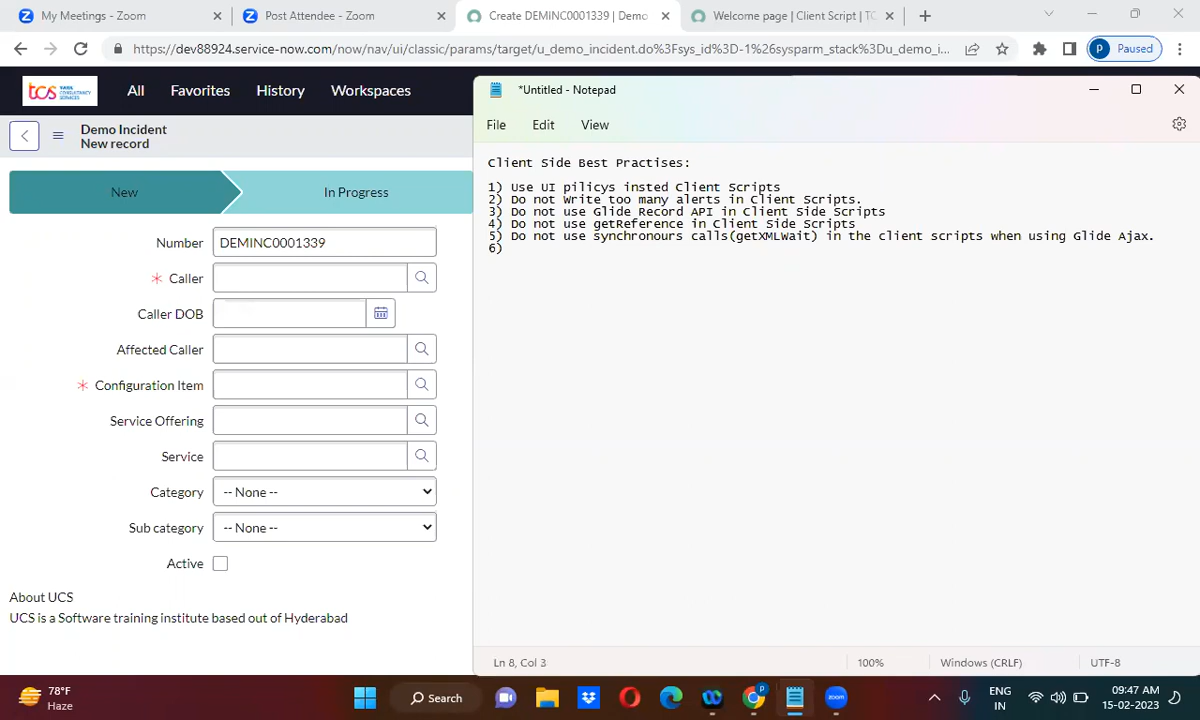 My Meetings - Zoom
Post Attendee - Zoom
Create DEMINC0001339 | Demo
Welcome page | Client Script | TC
https://dev88924.service-now.com/now/nav/ui/classic/params/target/u_demo_incident.do%3Fsys_id%3D-1%26sysparm_stack%3Du_demo_i...
P Paused
tcs TATA CONSULTANCY SERVICES
All Favorites History Workspaces
*Untitled - Notepad
File Edit View
Demo Incident
New record
New In Progress
Number DEMINC0001339
* Caller
Caller DOB
Affected Caller
* Configuration Item
Service Offering
Service
Category -- None --
Sub category -- None --
Active
About UCS
UCS is a Software training institute based out of Hyderabad
Client Side Best Practises:
1) Use UI pilicys insted Client Scripts
2) Do not Write too many alerts in Client Scripts.
3) Do not use Glide Record API in Client Side Scripts
4) Do not use getReference in Client Side Scripts
5) Do not use synchronours calls(getXMLWait) in the client scripts when using Glide Ajax.
6)
Ln 8, Col 3 100% Windows (CRLF) UTF-8
78°F
Haze
Search
zoom
ENG
IN
09:47 AM
15-02-2023